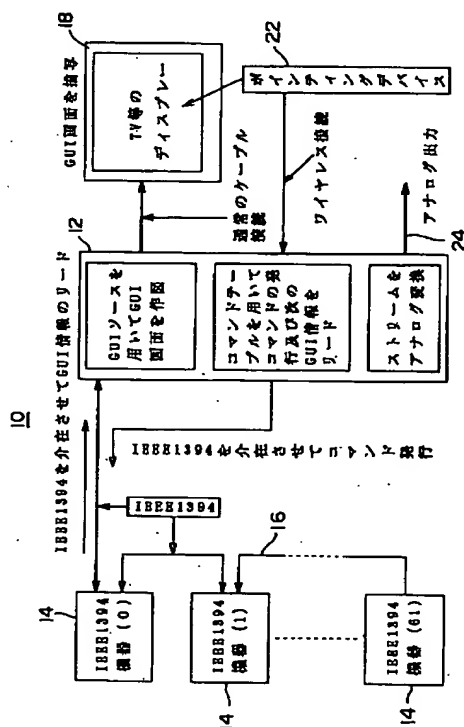 10
IEEE1394を介在させてGUI情報のリード
12
GUIソースを
用いてGUI
画面を作図
コマンドテー
ブルを用いて
コマンドの発
行及び次の
GUI情報を
リード
ストリームを
アナログ変換
通常のケーブル
接続
GUI画面を描写
18
TV等の
ディスプレー
22
ポインティングデバイス
ワイヤレス接続
24
アナログ出力
IEEE1394を介在させてコマンド発行
IEEE1394
14
IEEE1394
機器(0)
IEEE1394
機器(1)
14
16
IEEE1394
機器(61)
14